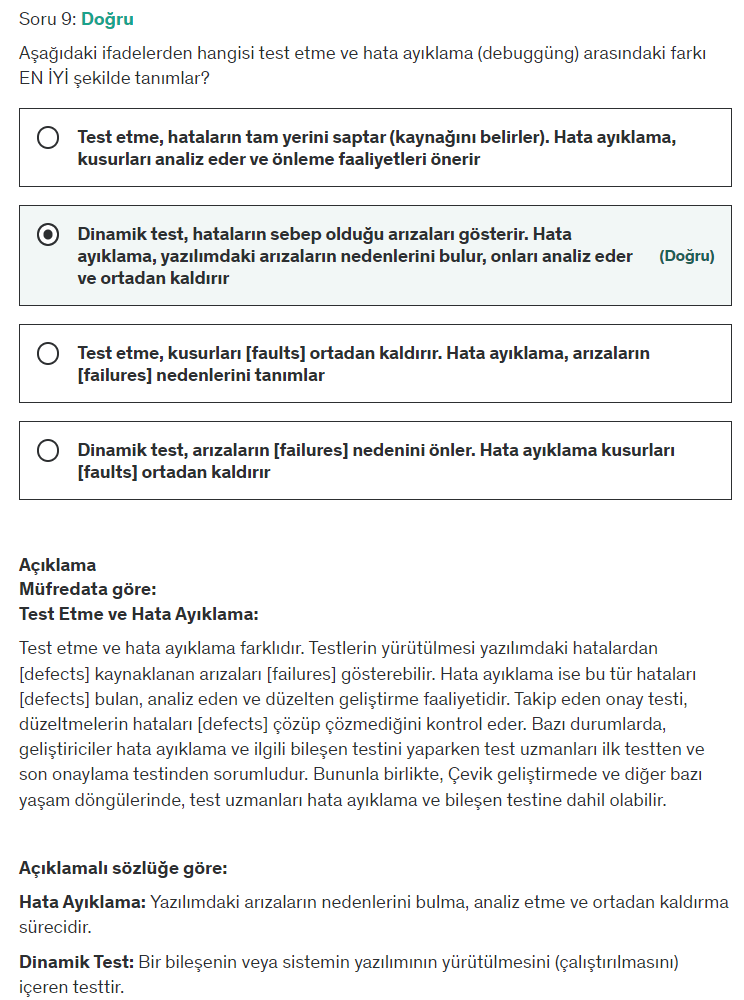 Soru 9: Doğru
Aşağıdaki ifadelerden hangisi test etme ve hata ayıklama (debuggüng) arasındaki farkı
EN İYİ şekilde tanımlar?
Test etme, hataların tam yerini saptar (kaynağını belirler). Hata ayıklama,
kusurları analiz eder ve önleme faaliyetleri önerir
Dinamik test, hataların sebep olduğu arızaları gösterir. Hata
ayıklama, yazılımdaki arızaların nedenlerini bulur, onları analiz eder
ve ortadan kaldırır
(Doğru)
Test etme, kusurları [faults] ortadan kaldırır. Hata ayıklama, arızaların
[failures] nedenlerini tanımlar
Dinamik test, arızaların [failures] nedenini önler. Hata ayıklama kusurları
[faults] ortadan kaldırır
Açıklama
Müfredata göre:
Test Etme ve Hata Ayıklama:
Test etme ve hata ayıklama farklıdır. Testlerin yürütülmesi yazılımdaki hatalardan
[defects] kaynaklanan arızaları [failures] gösterebilir. Hata ayıklama ise bu tür hataları
[defects] bulan, analiz eden ve düzelten geliştirme faaliyetidir. Takip eden onay testi,
düzeltmelerin hataları [defects] çözüp çözmediğini kontrol eder. Bazı durumlarda,
geliştiriciler hata ayıklama ve ilgili bileşen testini yaparken test uzmanları ilk testten ve
son onaylama testinden sorumludur. Bununla birlikte, Çevik geliştirmede ve diğer bazı
yaşam döngülerinde, test uzmanları hata ayıklama ve bileşen testine dahil olabilir.
Açıklamalı sözlüğe göre:
Hata Ayıklama: Yazılımdaki arızaların nedenlerini bulma, analiz etme ve ortadan kaldırma
sürecidir.
Dinamik Test: Bir bileşenin veya sistemin yazılımının yürütülmesini (çalıştırılmasını)
içeren testtir.